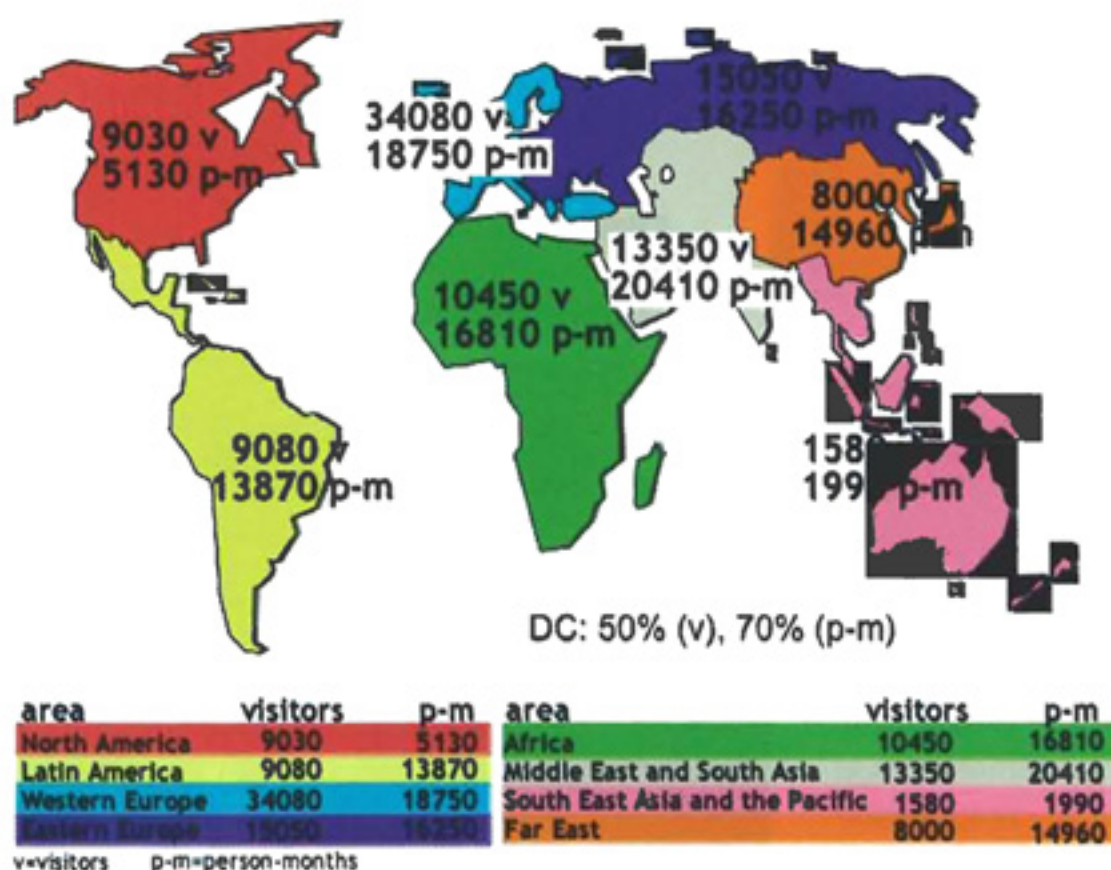 15050 v
16250 p-m
34080 v
18750 p-m
9030 v
5130 p-m
8000
14960 p-m
13350 v
20410 p-m
10450 v
16810 p-m
9080 v
13870 p-m
158
199 p-m
DC: 50% (v), 70% (p-m)
area visitors p-m
North America 9030 5130
Latin America 9080 13870
Western Europe 34080 18750
Eastern Europe 15050 16250
area visitors p-m
Africa 10450 16810
Middle East and South Asia 13350 20410
South East Asia and the Pacific 1580 1990
Far East 8000 14960
v=visitors p-m=person-months